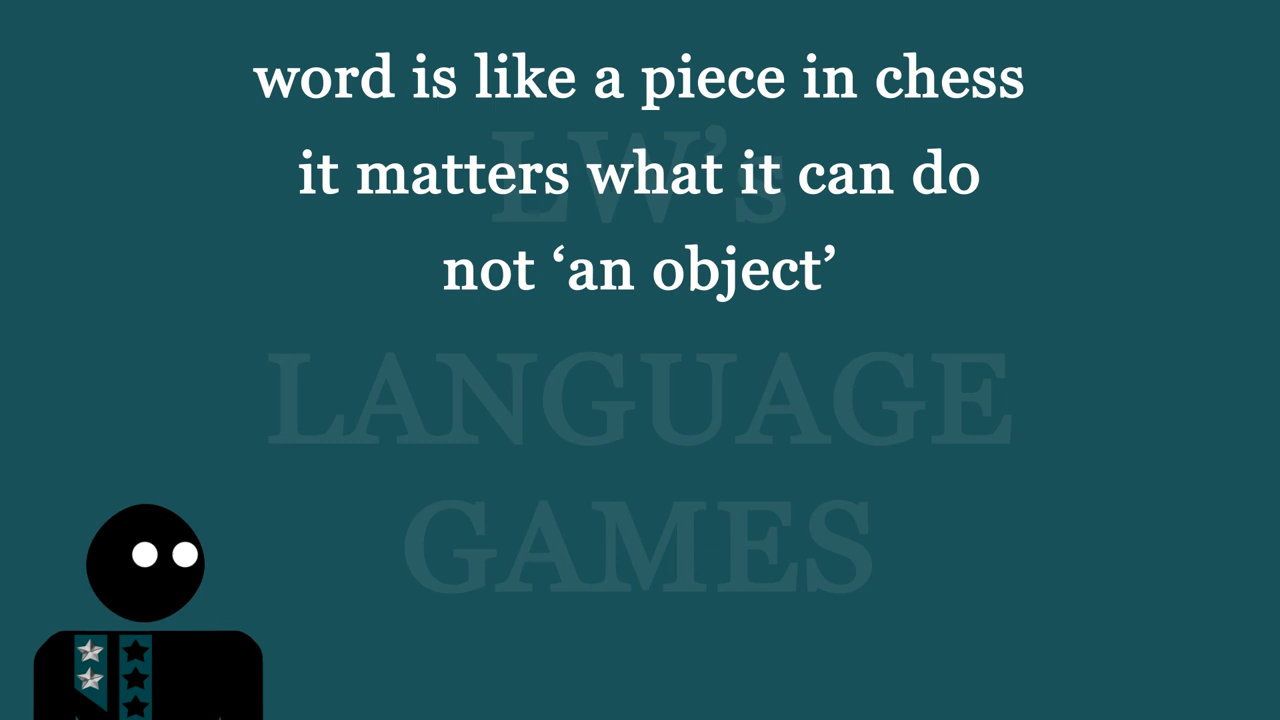 word is like a piece in chess
LW’s
it matters what it can do
not ‘an object’
LANGUAGE
GAMES